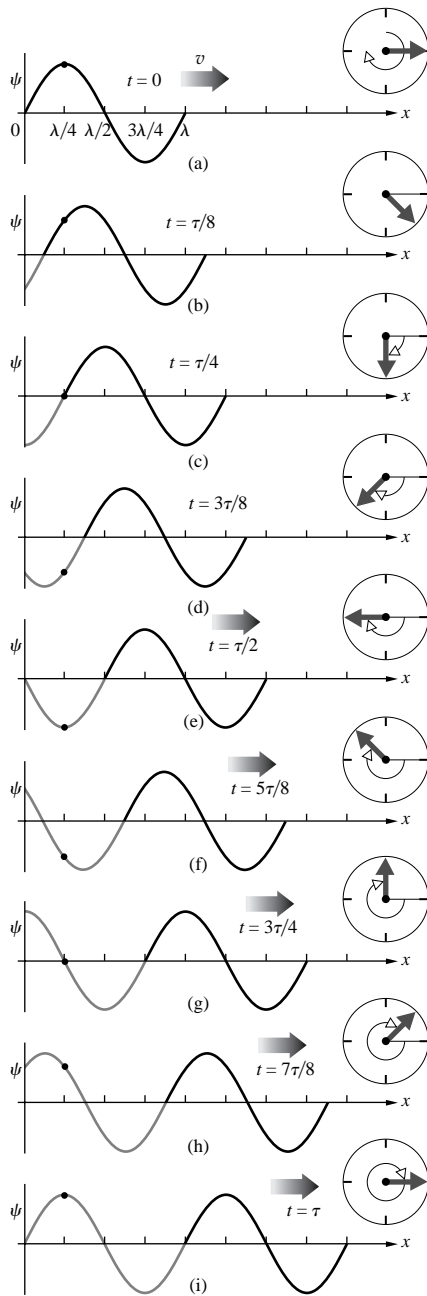 v
ψ t = 0
0 λ/4 λ/2 3λ/4 λ x
(a)
ψ t = τ/8
x
(b)
ψ t = τ/4
x
(c)
ψ t = 3τ/8
x
(d)
ψ t = τ/2
x
(e)
ψ t = 5τ/8
x
(f)
ψ t = 3τ/4
x
(g)
ψ t = 7τ/8
x
(h)
ψ t = τ
x
(i)